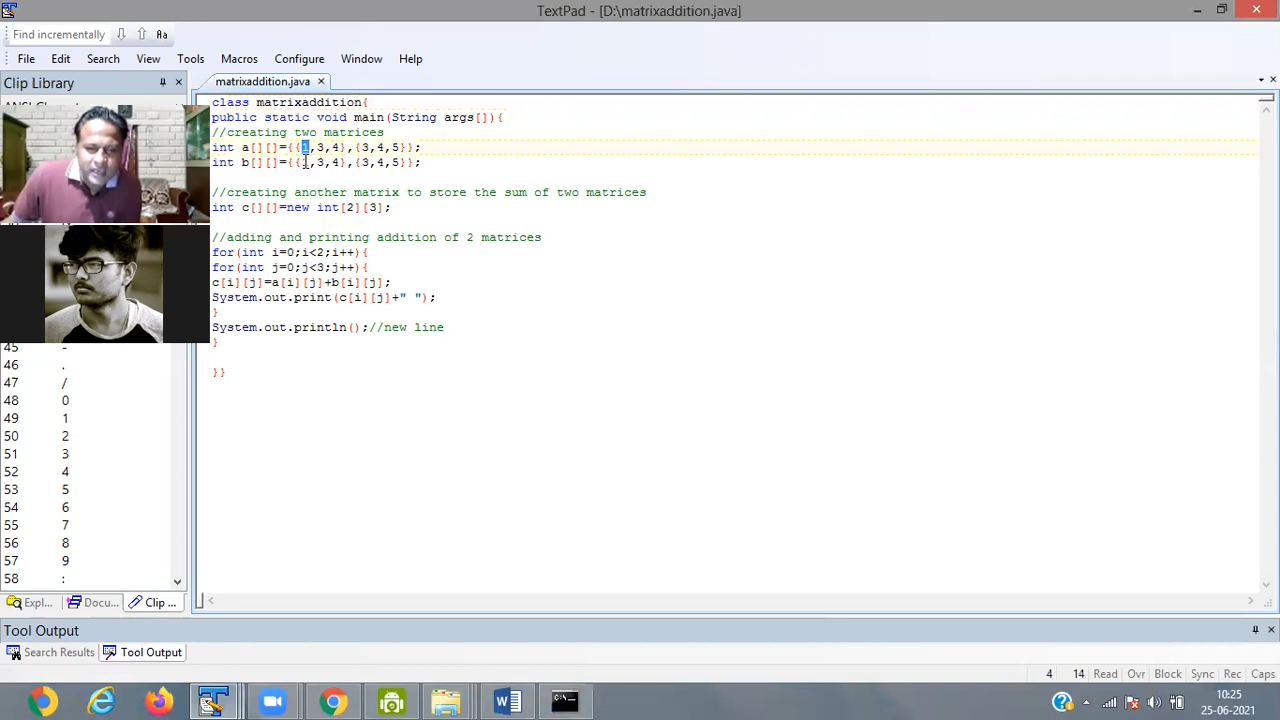 TextPad - [D:\matrixaddition.java]
Find incrementally
Aa
File Edit Search View Tools Macros Configure Window Help
Clip Library
matrixaddition.java
class matrixaddition{
public static void main(String args[]){
//creating two matrices
int a[][]={{1,3,4},{3,4,5}};
int b[][]={{1,3,4},{3,4,5}};
//creating another matrix to store the sum of two matrices
int c[][]=new int[2][3];
//adding and printing addition of 2 matrices
for(int i=0;i<2;i++){
for(int j=0;j<3;j++){
c[i][j]=a[i][j]+b[i][j];
System.out.print(c[i][j]+" ");
}
System.out.println();//new line
}
}}
45 -
46 .
47 /
48 0
49 1
50 2
51 3
52 4
53 5
54 6
55 7
56 8
57 9
58 :
Expl... Docu... Clip ...
Tool Output
Search Results Tool Output
4 14 Read Ovr Block Sync Rec Caps
10:25
25-06-2021